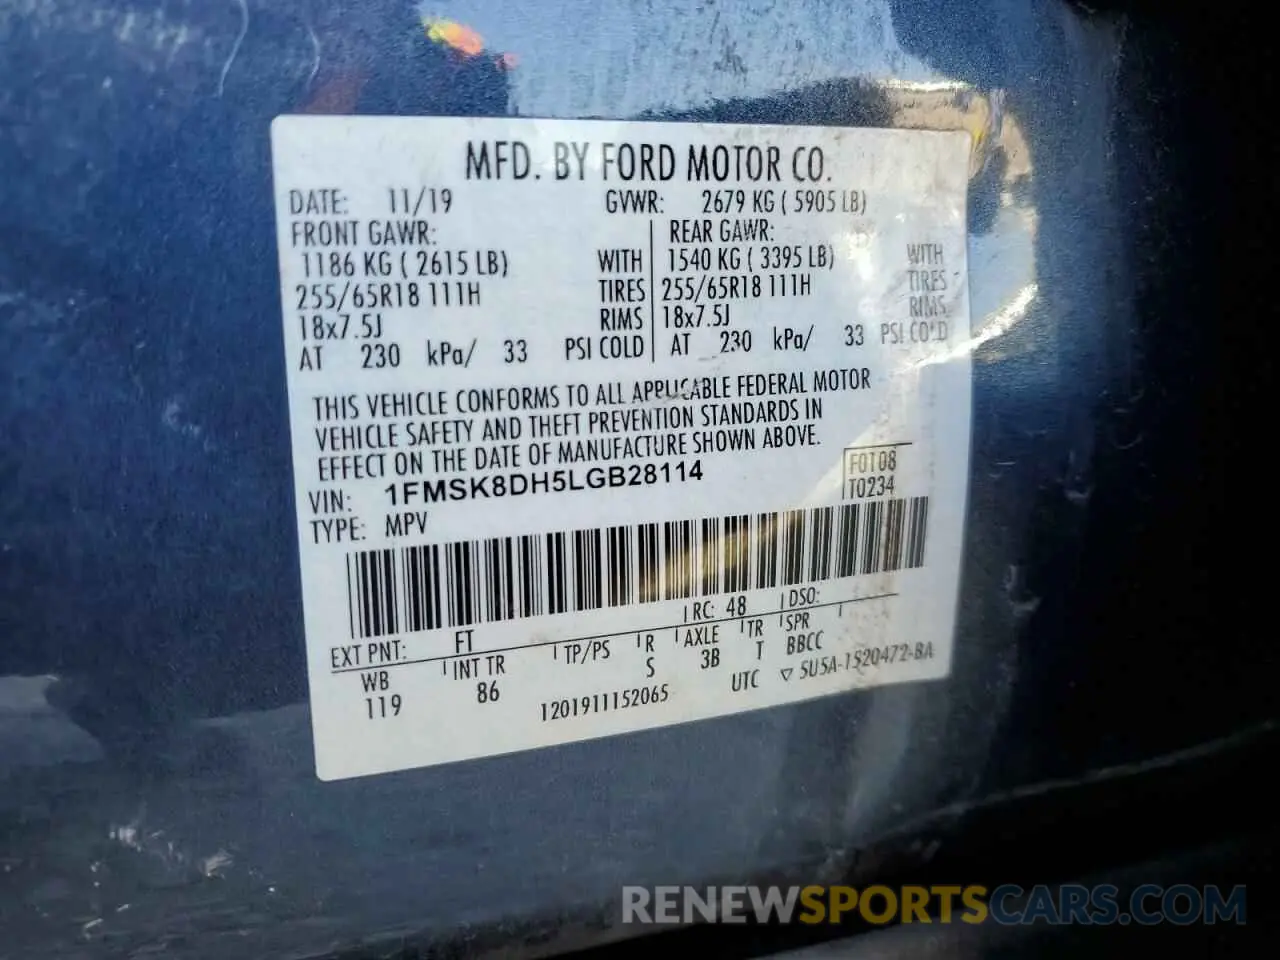 MFD. BY FORD MOTOR CO.
DATE: 11/19 GVWR: 2679 KG ( 5905 LB)
FRONT GAWR: REAR GAWR:
1186 KG ( 2615 LB) WITH 1540 KG ( 3395 LB) WITH
255/65R18 111H TIRES 255/65R18 111H TIRES
18x7.5J RIMS 18x7.5J RIMS
AT 230 kPa/ 33 PSI COLD AT 230 kPa/ 33 PSI COLD
THIS VEHICLE CONFORMS TO ALL APPLICABLE FEDERAL MOTOR
VEHICLE SAFETY AND THEFT PREVENTION STANDARDS IN
EFFECT ON THE DATE OF MANUFACTURE SHOWN ABOVE.
VIN: 1FMSK8DH5LGB28114 F0T08
TYPE: MPV T0234
EXT PNT: FT RC: 48 DSO:
WB INT TR TP/PS R AXLE TR SPR
119 86 S 3B T BBCC
1201911152065 UTC ▽ 5U5A-1520472-BA
RENEWSPORTSCARS.COM